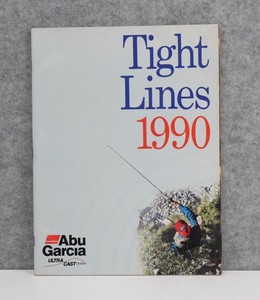 Tight
Lines
1990
Abu
Garcia
ULTRA
CAST